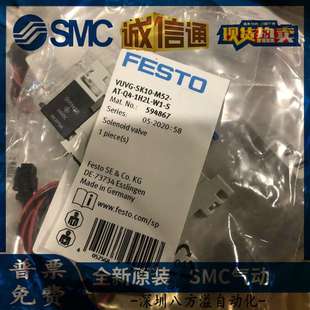 SMC
诚信通
现货热卖
FESTO
VUVG-SK10-M52-
AT-Q4-1H2L-W1-S
Mat. No.: 594867
Series: 05-2020:S8
Solenoid valve
1 piece(s)
Festo SE & Co. KG
DE-73734 Esslingen
Made in Germany
www.festo.com/sp
普票
免费
全新原装 SMC气动
-深圳八方溢自动化-